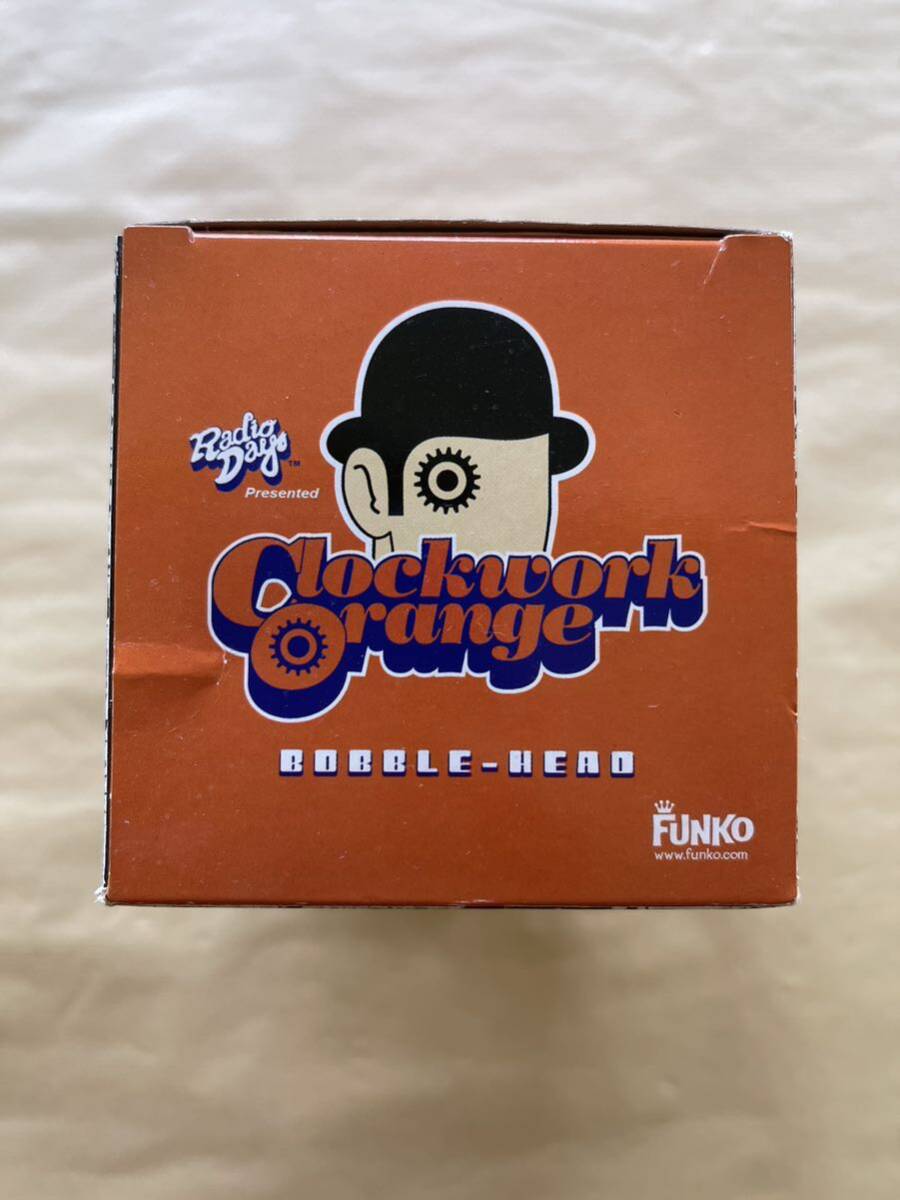 Radio
Days™
Presented
Clockwork
Orange
BOBBLE-HEAD
FUNKO
www.funko.com